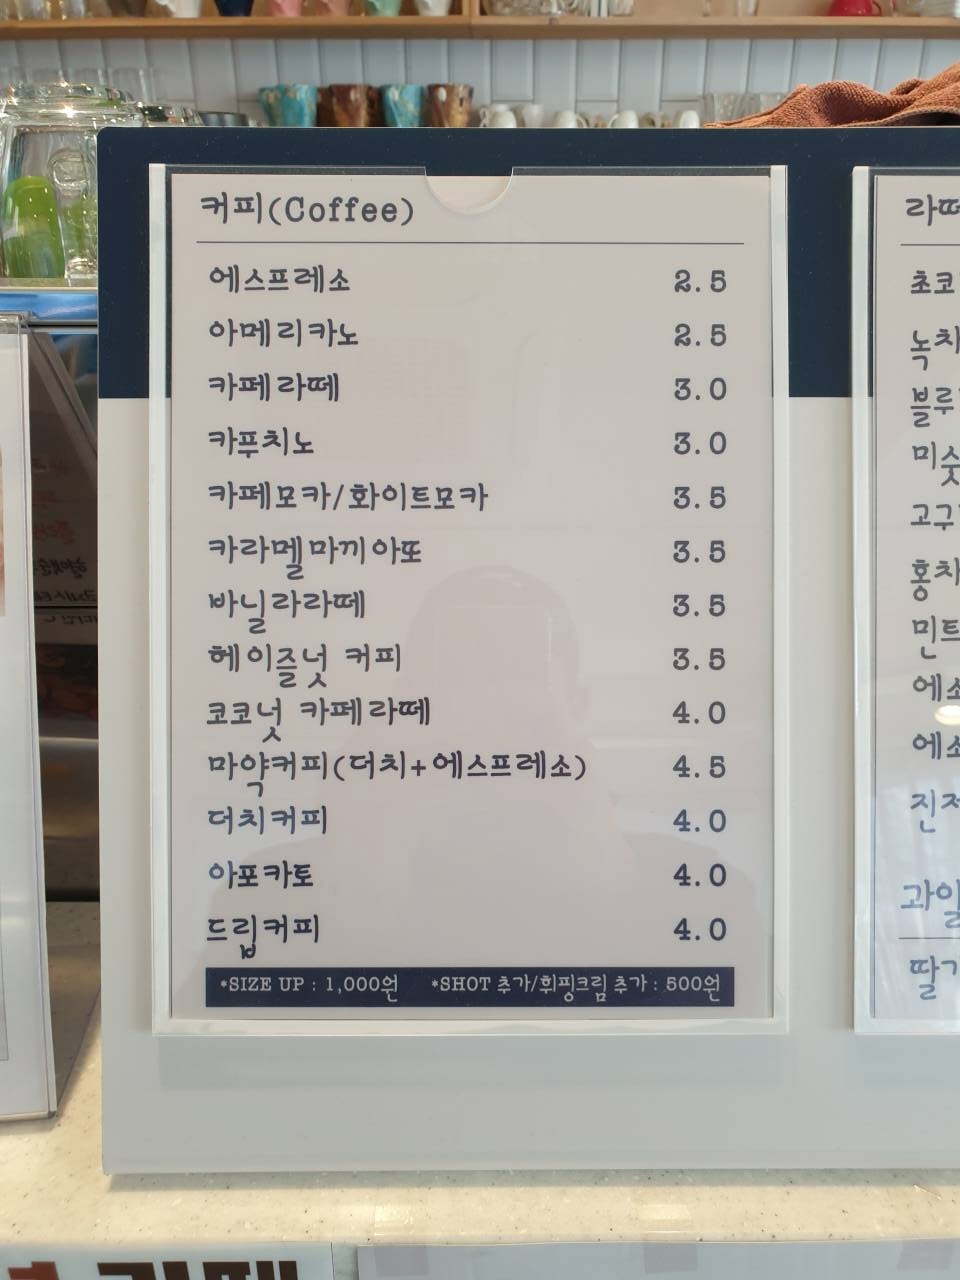 커피(Coffee)
에스프레소 2.5
아메리카노 2.5
카페라떼 3.0
카푸치노 3.0
카페모카/화이트모카 3.5
카라멜마끼아또 3.5
바닐라라떼 3.5
헤이즐넛 커피 3.5
코코넛 카페라떼 4.0
마약커피(더치+에스프레소) 4.5
더치커피 4.0
아포카토 4.0
드립커피 4.0
*SIZE UP : 1,000원 *SHOT 추가/휘핑크림 추가 : 500원
라떼
초코
녹차
블루
미숫
고구
홍차
민트
에소
에소
진저
과일
딸기